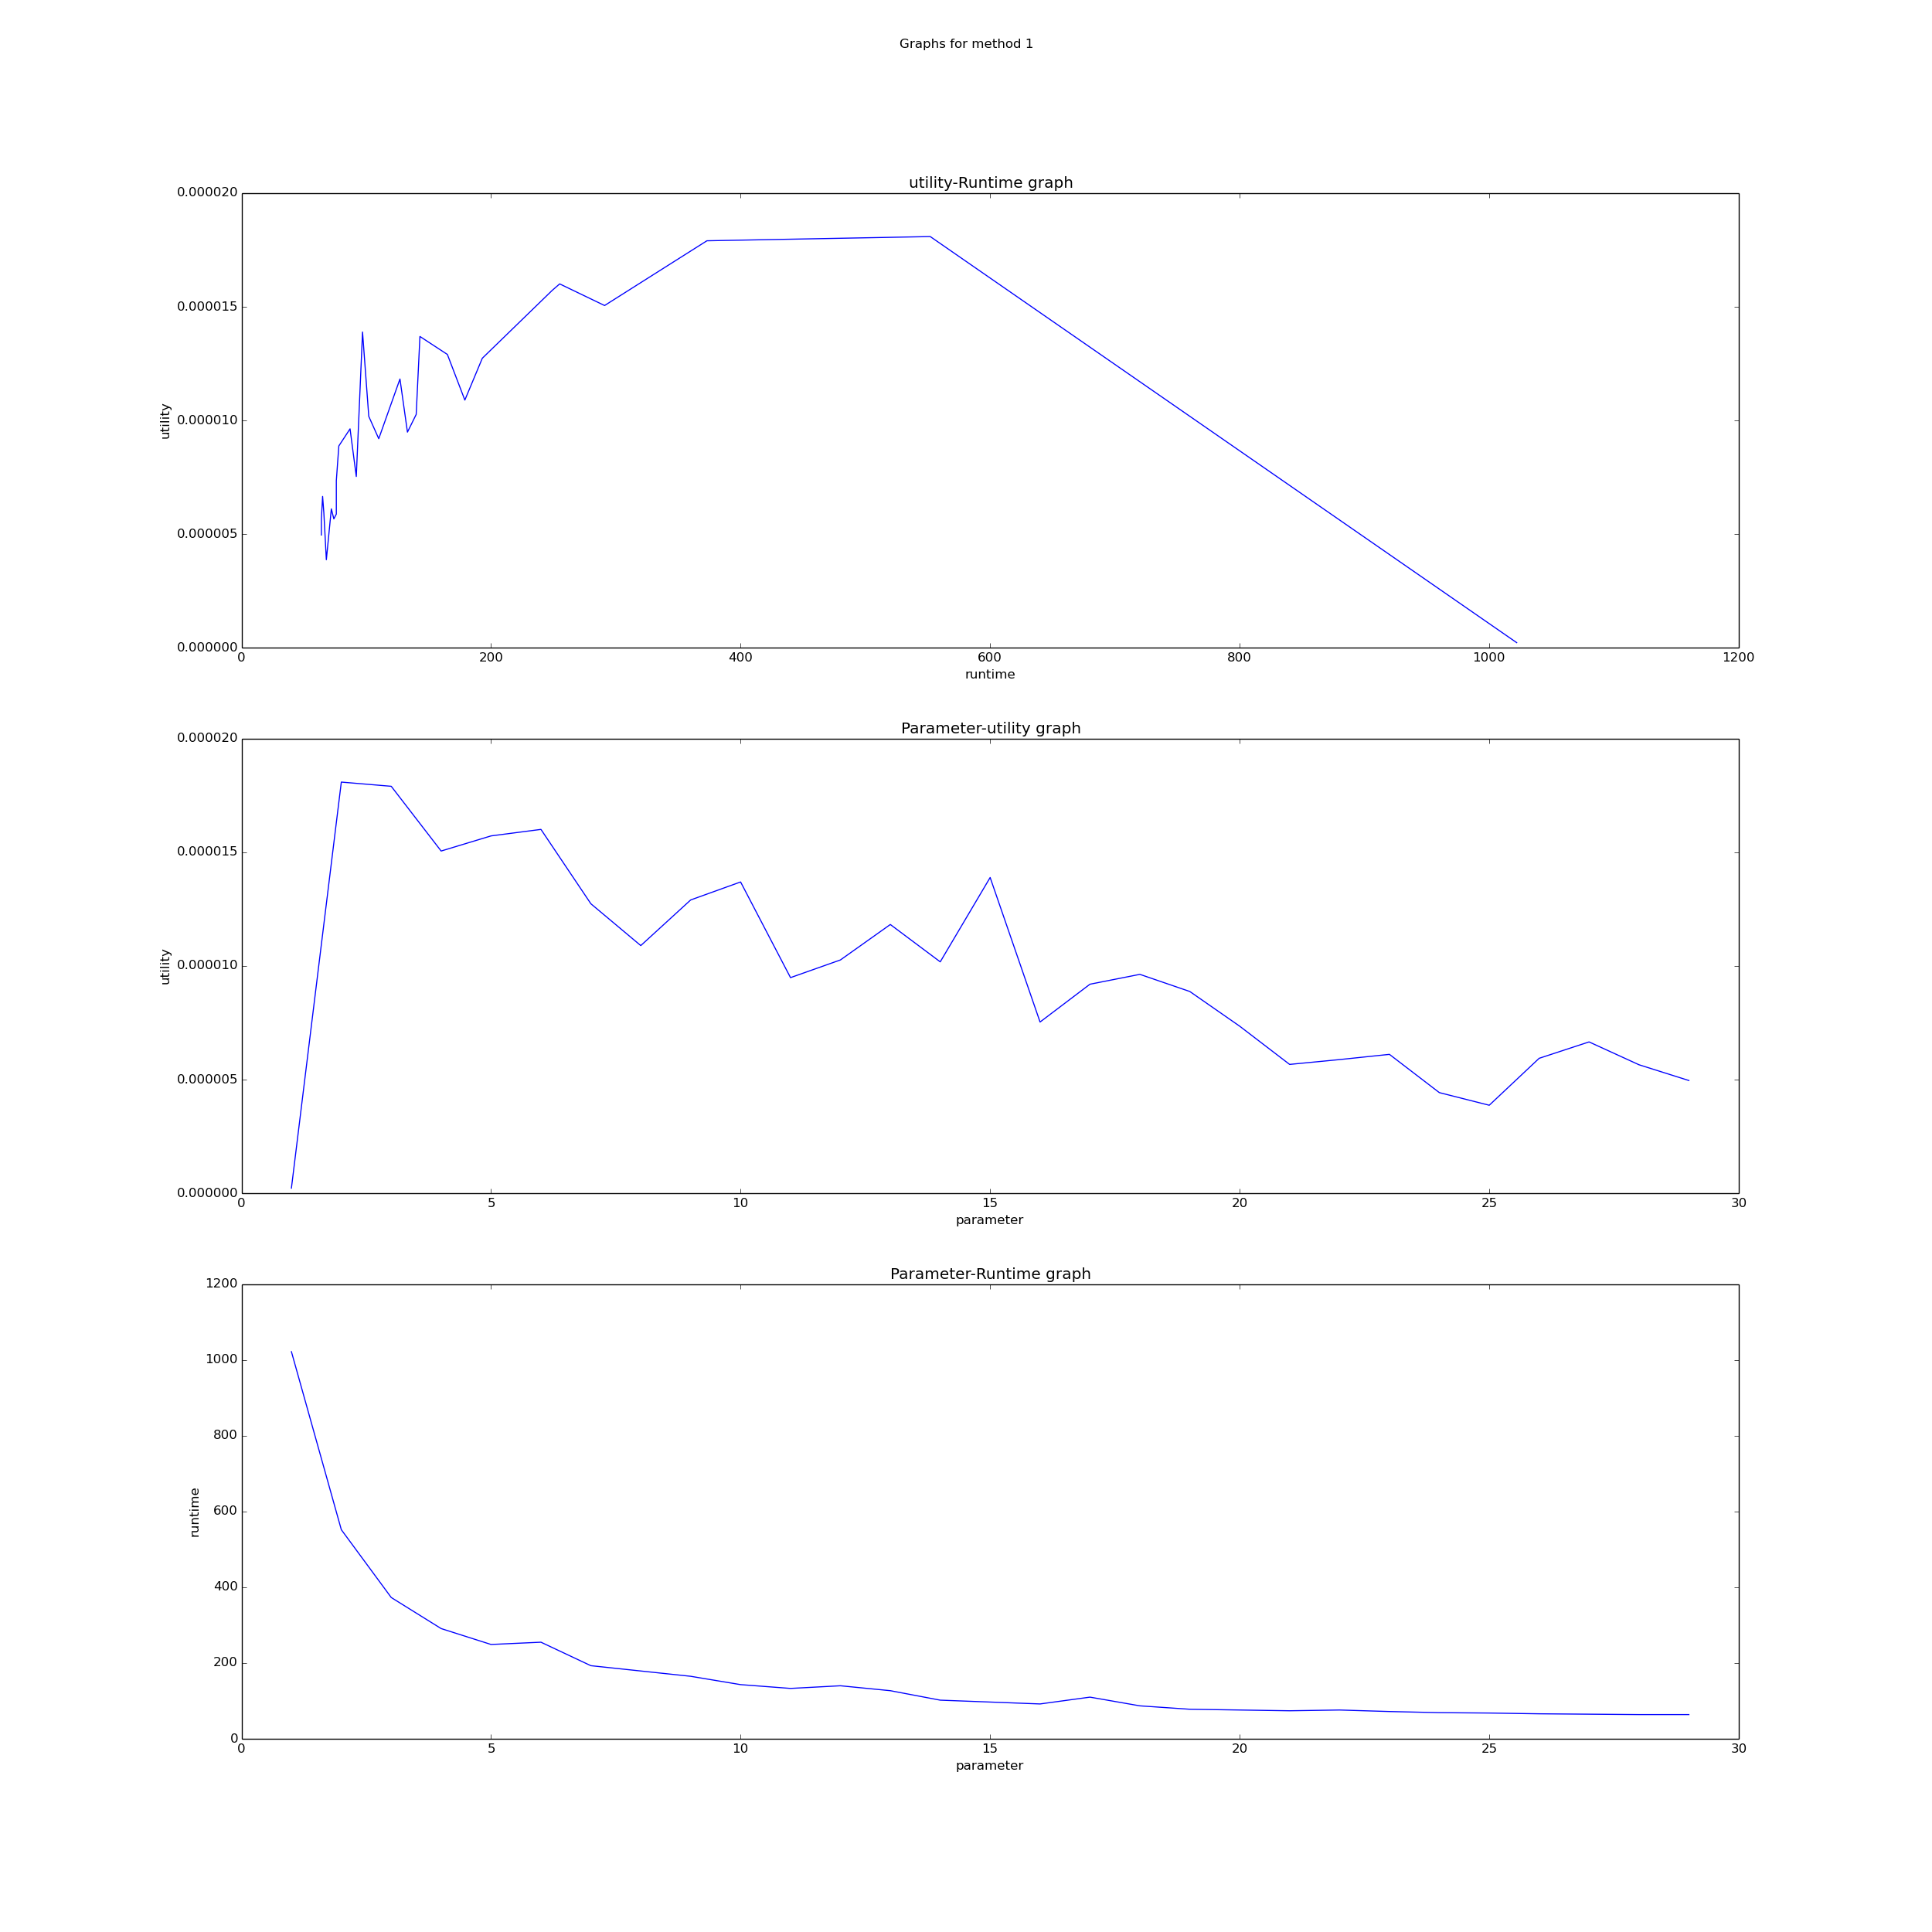 Graphs for method 1
utility-Runtime graph
0.000020
0.000015
0.000010
0.000005
0.000000
utility
0 200 400 600 800 1000 1200
runtime
Parameter-utility graph
0.000020
0.000015
0.000010
0.000005
0.000000
utility
0 5 10 15 20 25 30
parameter
Parameter-Runtime graph
1200
1000
800
600
400
200
0
runtime
0 5 10 15 20 25 30
parameter